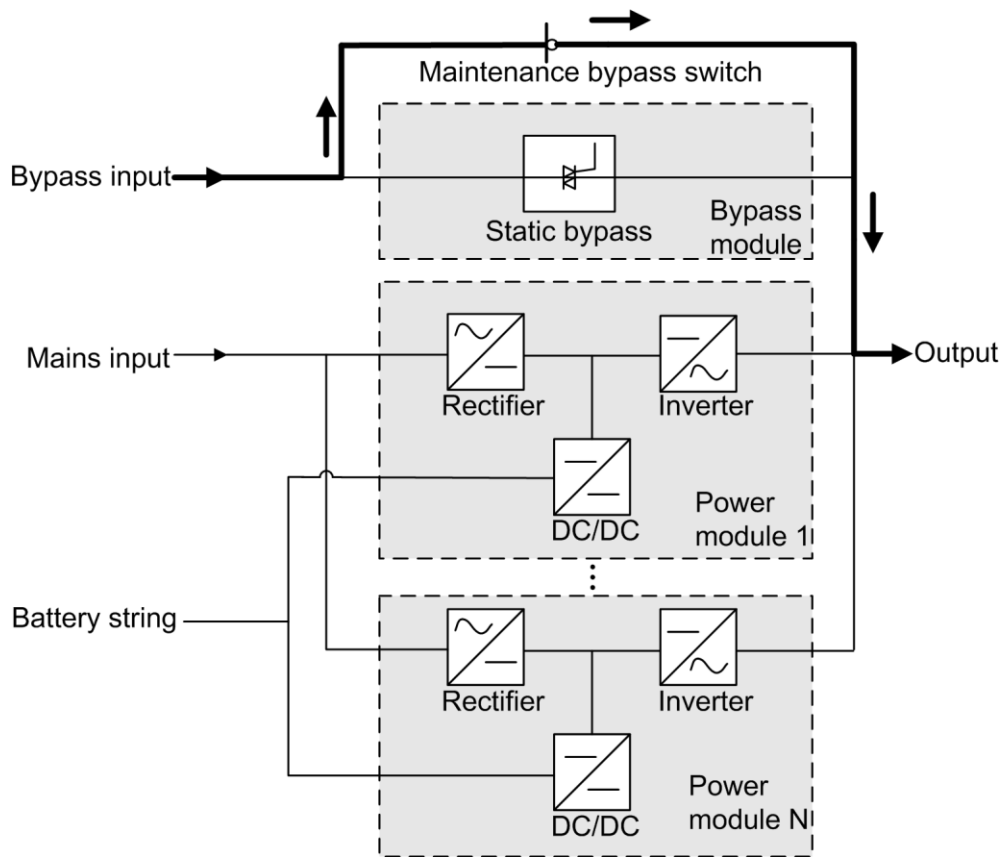 Maintenance bypass switch
Bypass input
Static bypass
Bypass
module
Mains input
Rectifier
Inverter
Output
DC/DC
Power
module 1
Battery string
Rectifier
Inverter
DC/DC
Power
module N